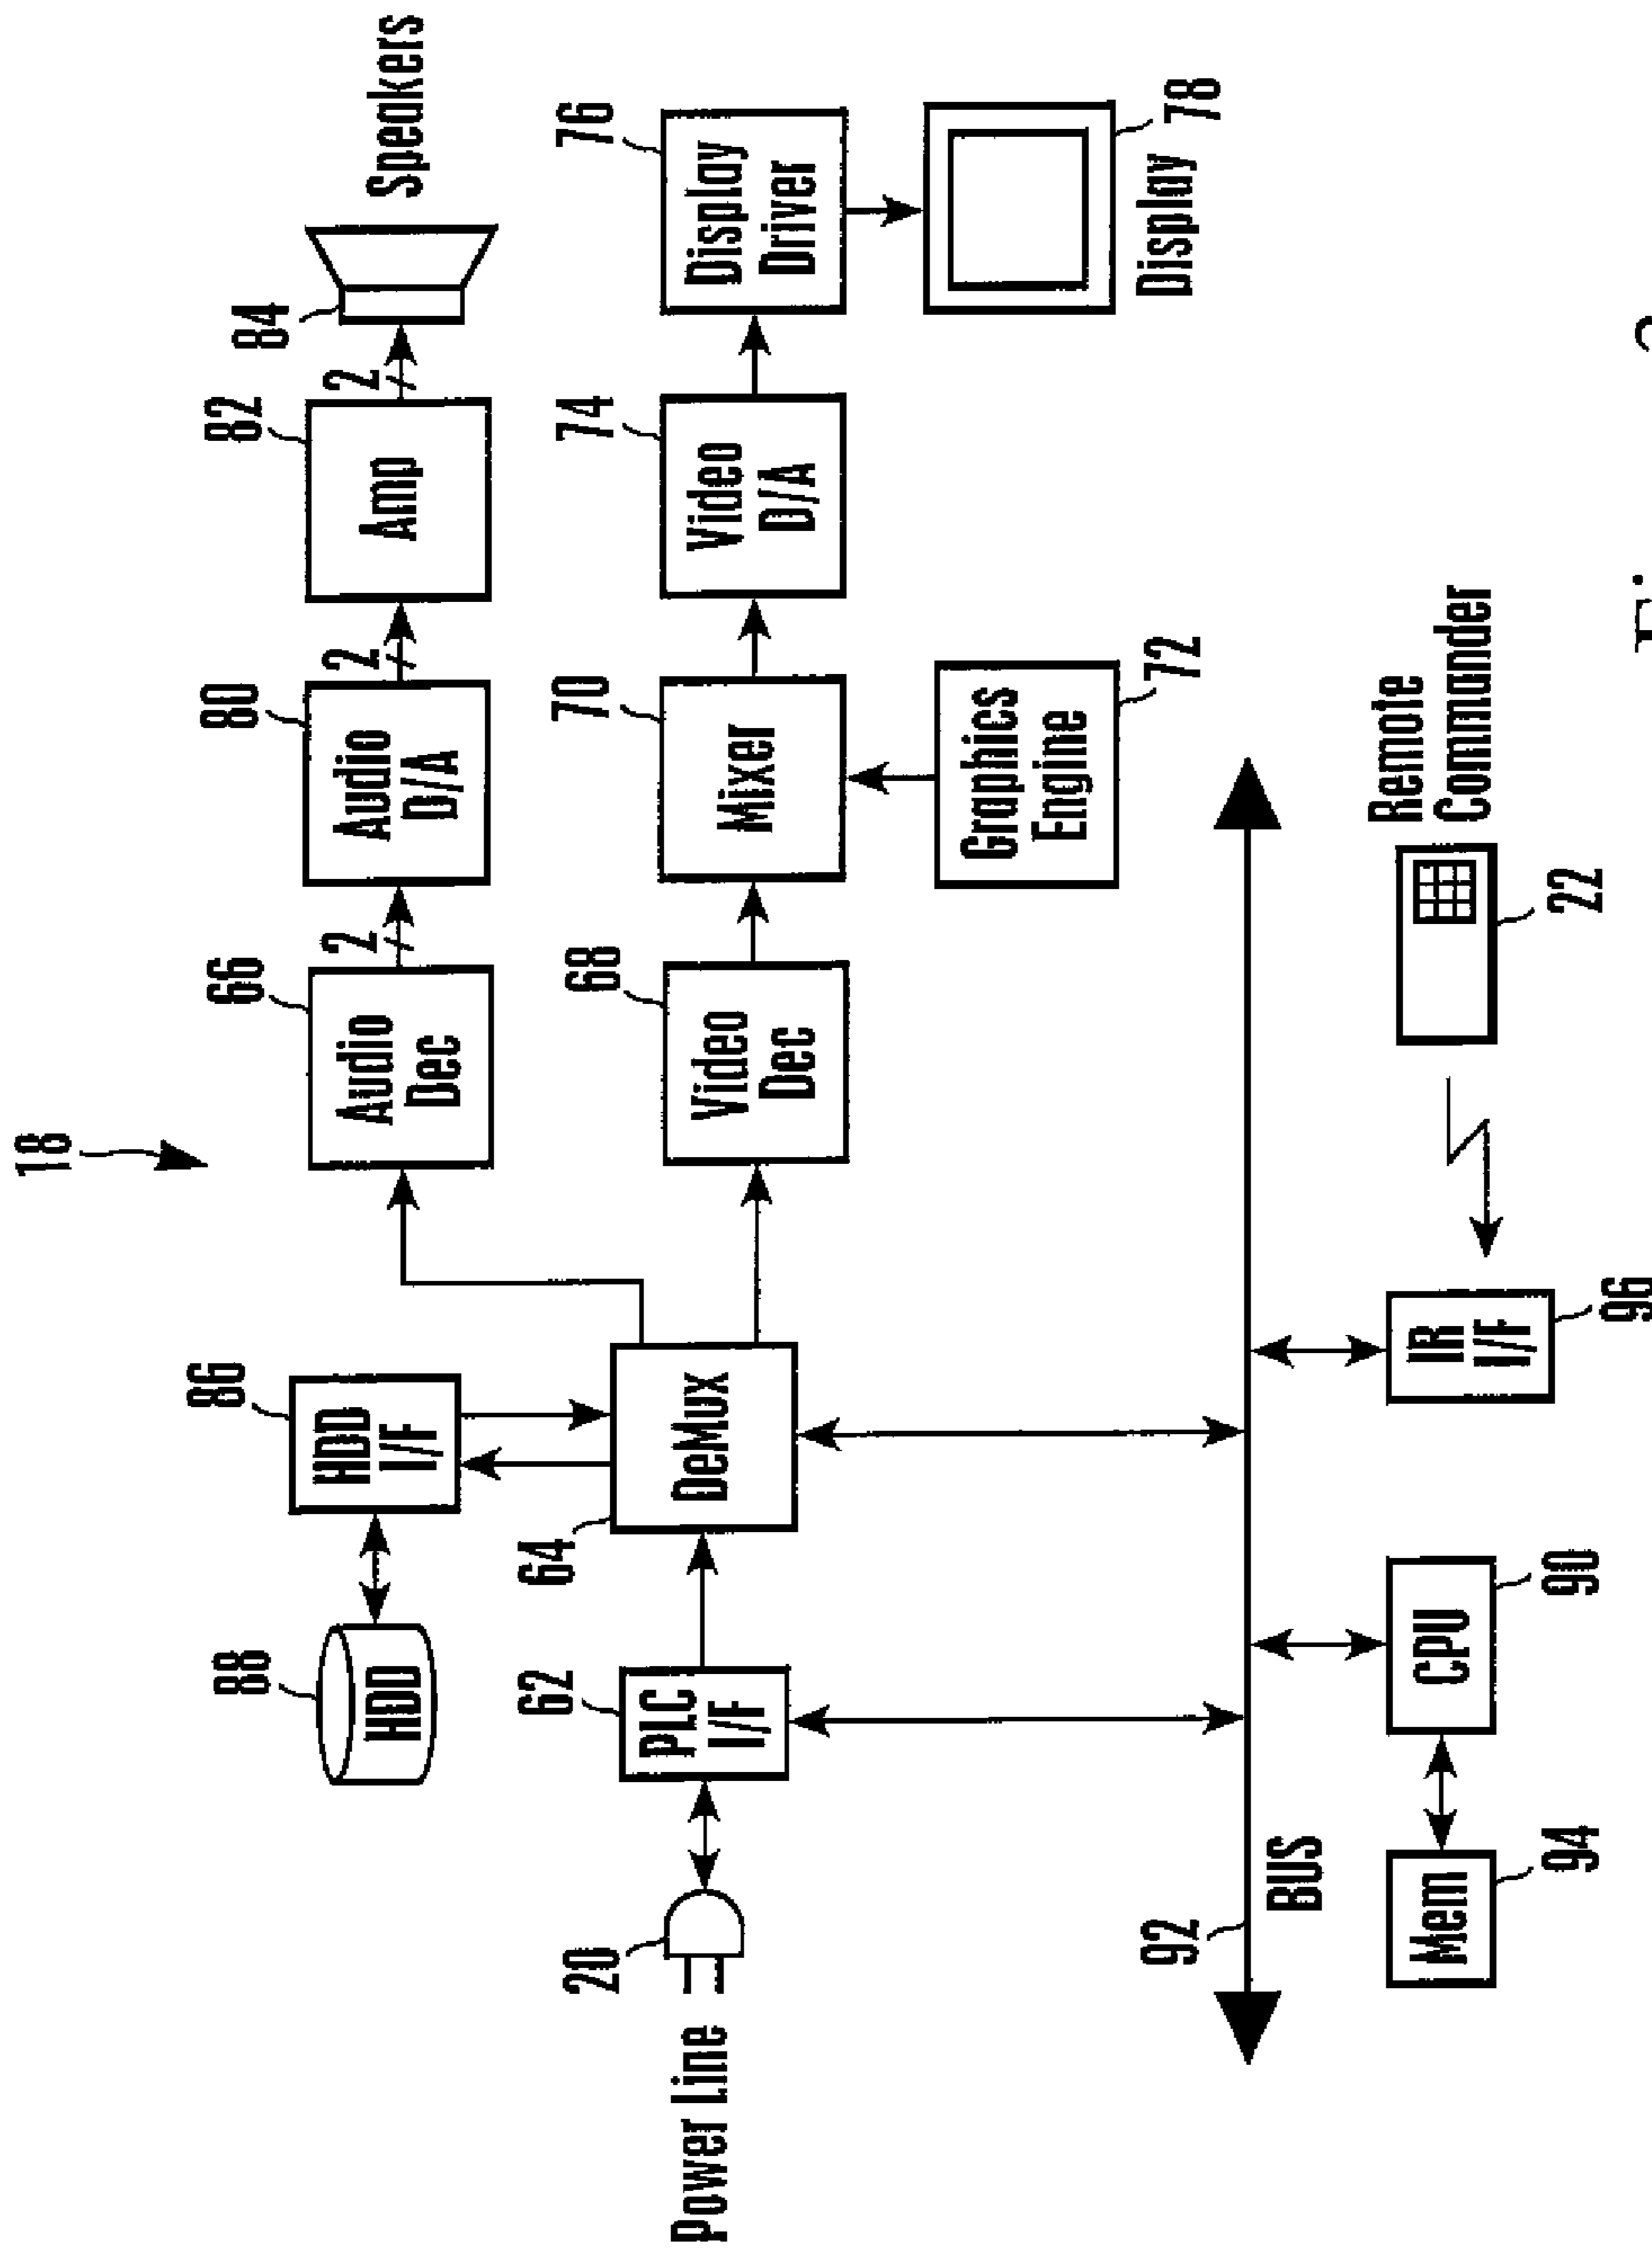 18
88
HDD
86
HDD
I/F
66
Audio
Dec
2
80
Audio
D/A
2
82
Amp
2
84
Speakers
Power Line
20
62
PLC
I/F
64
DeMux
68
Video
Dec
70
Mixer
74
Video
D/A
76
Display
Driver
72
Graphics
Engine
78
Display
92
BUS
94
Mem
90
CPU
96
IR
I/F
22
Remote
Commander